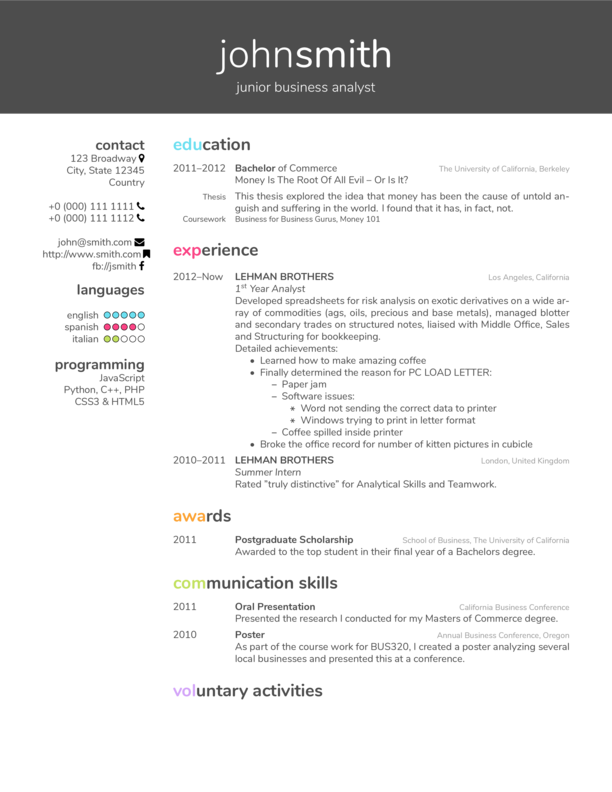 johnsmith
junior business analyst
contact
123 Broadway
City, State 12345
Country
+0 (000) 111 1111
+0 (000) 111 1112
john@smith.com
http://www.smith.com
fb://jsmith
languages
english
spanish
italian
programming
JavaScript
Python, C++, PHP
CSS3 & HTML5
education
2011–2012 Bachelor of Commerce The University of California, Berkeley
Money Is The Root Of All Evil – Or Is It?
Thesis This thesis explored the idea that money has been the cause of untold an-
guish and suffering in the world. I found that it has, in fact, not.
Coursework Business for Business Gurus, Money 101
experience
2012–Now LEHMAN BROTHERS Los Angeles, California
1st Year Analyst
Developed spreadsheets for risk analysis on exotic derivatives on a wide ar-
ray of commodities (ags, oils, precious and base metals), managed blotter
and secondary trades on structured notes, liaised with Middle Office, Sales
and Structuring for bookkeeping.
Detailed achievements:
• Learned how to make amazing coffee
• Finally determined the reason for PC LOAD LETTER:
– Paper jam
– Software issues:
* Word not sending the correct data to printer
* Windows trying to print in letter format
– Coffee spilled inside printer
• Broke the office record for number of kitten pictures in cubicle
2010–2011 LEHMAN BROTHERS London, United Kingdom
Summer Intern
Rated "truly distinctive" for Analytical Skills and Teamwork.
awards
2011 Postgraduate Scholarship School of Business, The University of California
Awarded to the top student in their final year of a Bachelors degree.
communication skills
2011 Oral Presentation California Business Conference
Presented the research I conducted for my Masters of Commerce degree.
2010 Poster Annual Business Conference, Oregon
As part of the course work for BUS320, I created a poster analyzing several
local businesses and presented this at a conference.
voluntary activities